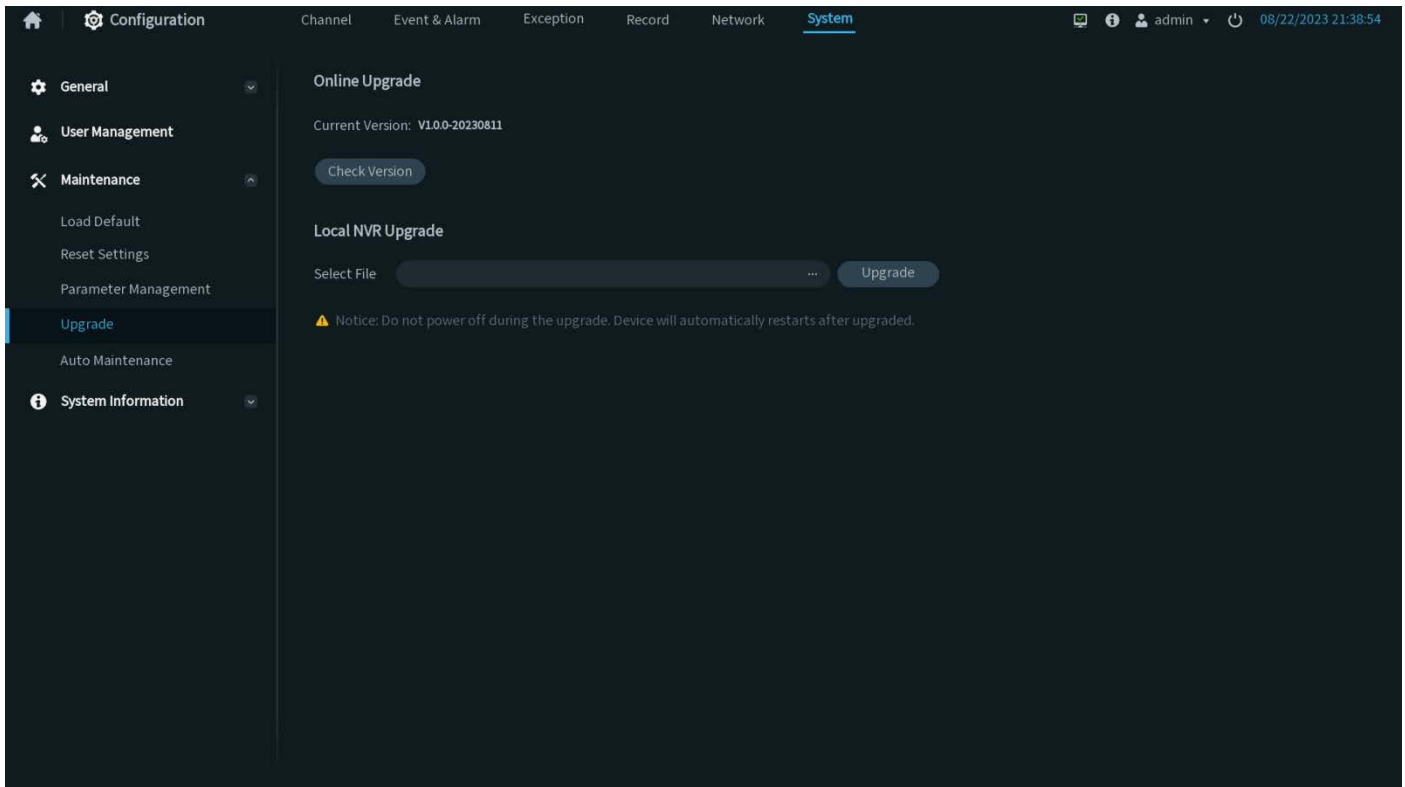 Configuration Channel Event & Alarm Exception Record Network System admin 08/22/2023 21:38:54
General
User Management
Maintenance
Load Default
Reset Settings
Parameter Management
Upgrade
Auto Maintenance
System Information
Online Upgrade
Current Version: V1.0.0-20230811
Check Version
Local NVR Upgrade
Select File ... Upgrade
Notice: Do not power off during the upgrade. Device will automatically restarts after upgraded.